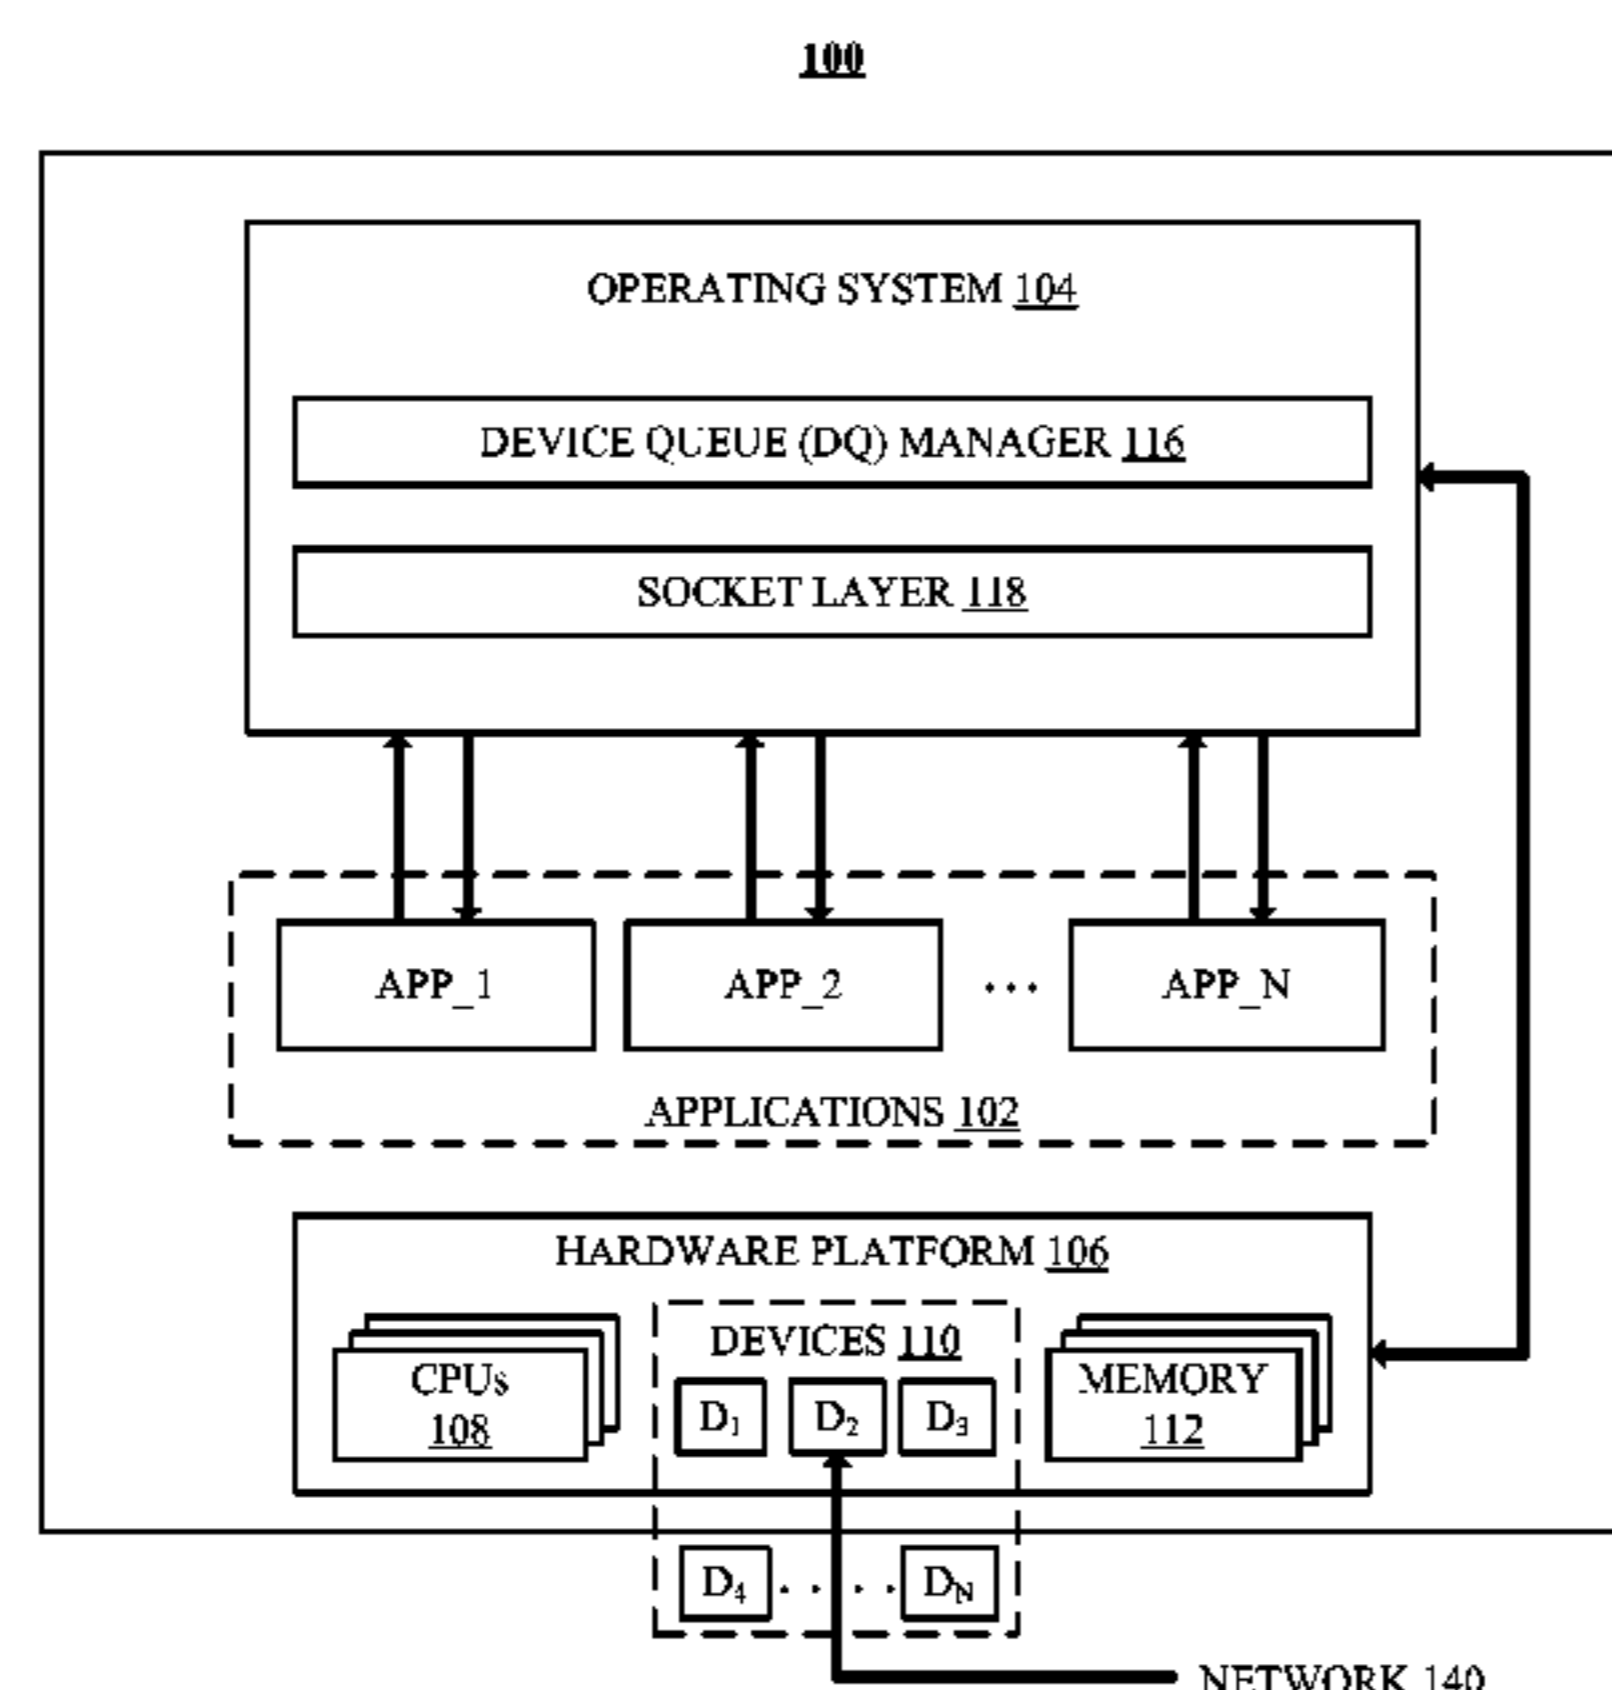 100
OPERATING SYSTEM 104
DEVICE QUEUE (DQ) MANAGER 116
SOCKET LAYER 118
APP_1
APP_2
...
APP_N
APPLICATIONS 102
HARDWARE PLATFORM 106
CPUs
108
DEVICES 110
D1
D2
D3
MEMORY
112
D4
. . . .
DN
NETWORK 140